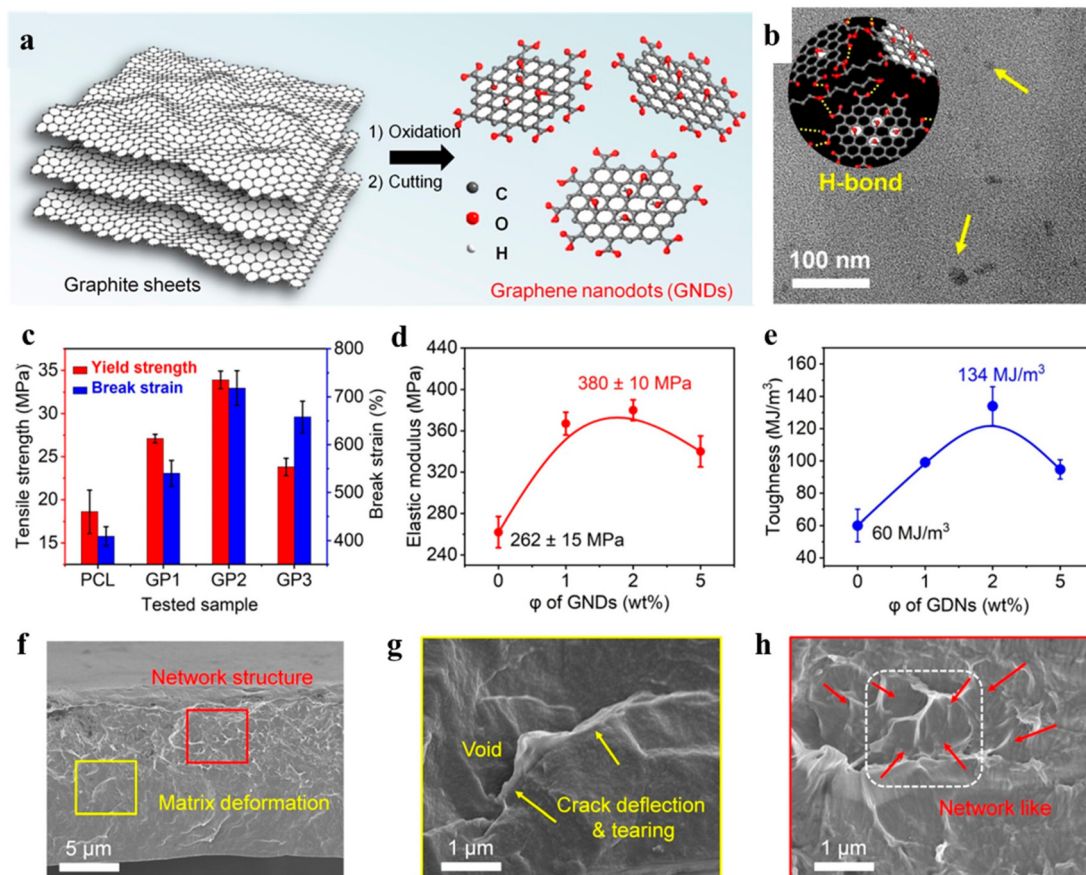 a
1) Oxidation
2) Cutting
C
O
H
Graphite sheets
Graphene nanodots (GNDs)
b
H-bond
100 nm
c
Yield strength
Break strain
Tensile strength (MPa)
35
30
25
20
15
Break strain (%)
800
700
600
500
400
PCL
GP1
GP2
GP3
Tested sample
d
Elastic modulus (MPa)
440
400
360
320
280
240
380 ± 10 MPa
262 ± 15 MPa
0
1
2
5
φ of GNDs (wt%)
e
Toughness (MJ/m³)
160
140
120
100
80
60
40
134 MJ/m³
60 MJ/m³
0
1
2
5
φ of GDNs (wt%)
f
Network structure
Matrix deformation
5 μm
g
Void
Crack deflection
& tearing
1 μm
h
Network like
1 μm